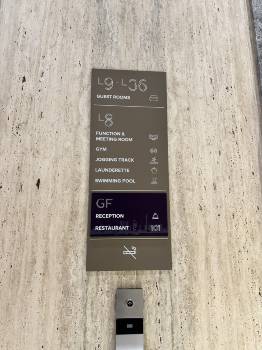 L9 - L36
GUEST ROOMS
L8
FUNCTION &
MEETING ROOM
GYM
JOGGING TRACK
LAUNDERETTE
SWIMMING POOL
GF
RECEPTION
RESTAURANT